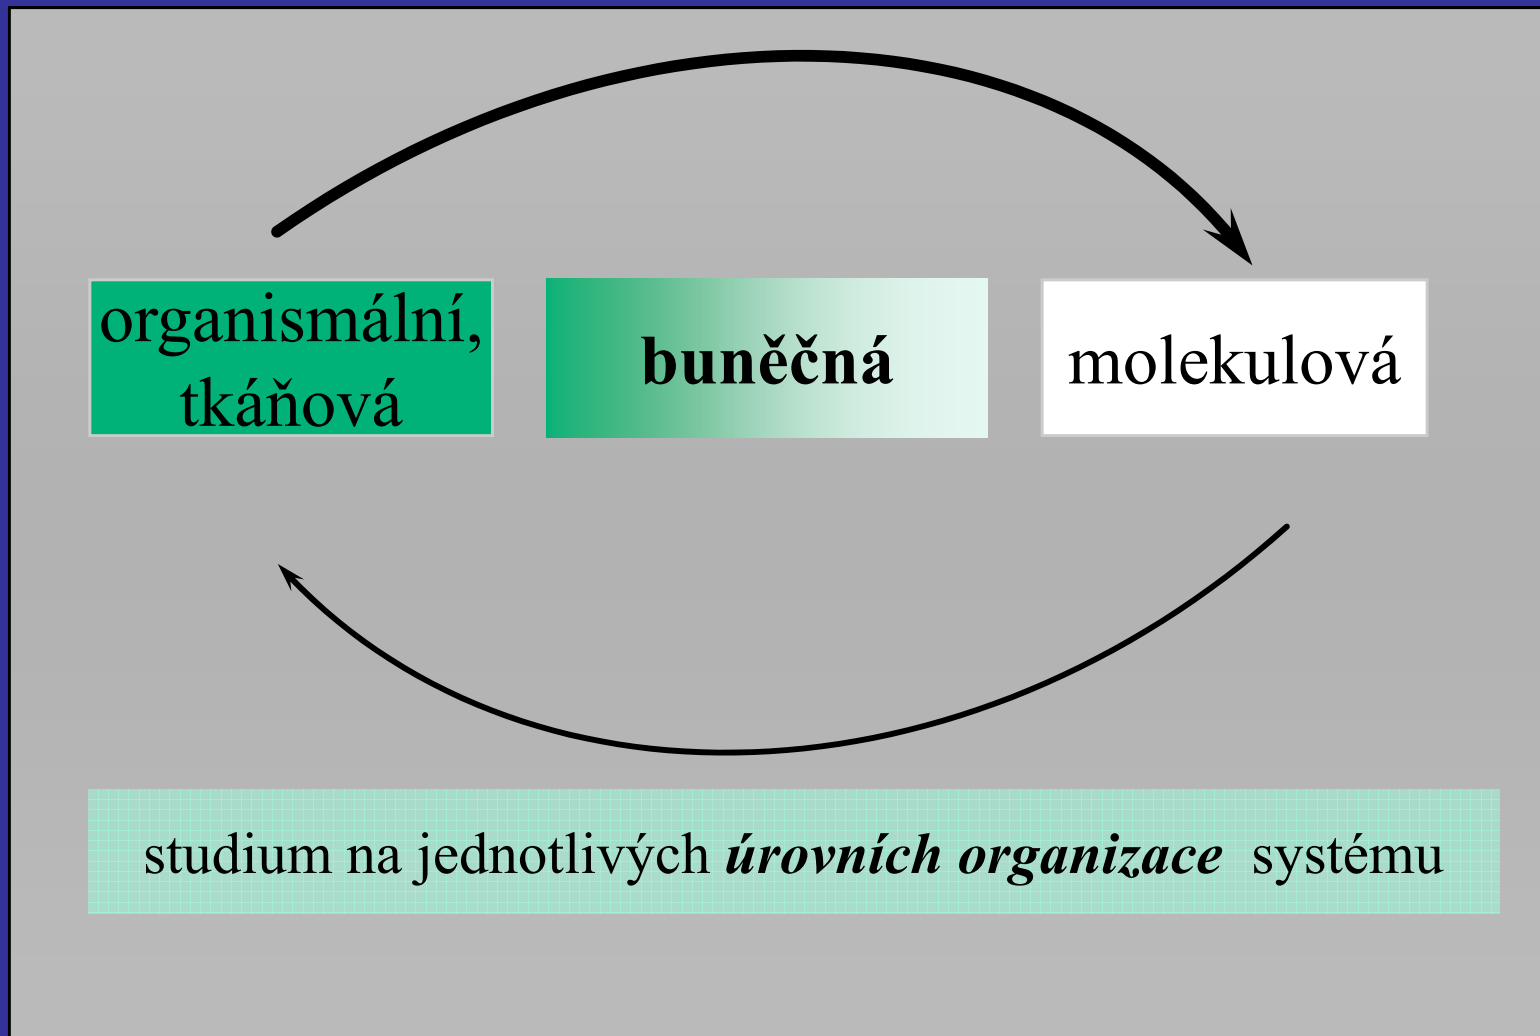 organismální,
tkáňová
buněčná
molekulová
studium na jednotlivých úrovních organizace systému